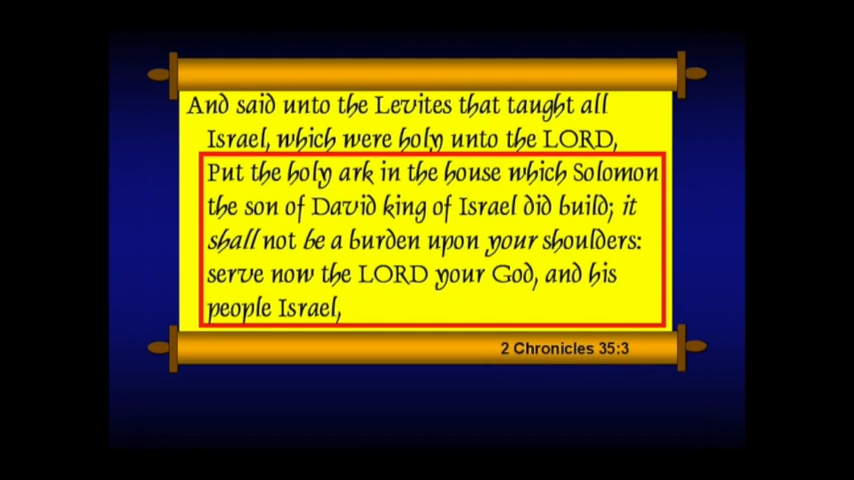 And said unto the Levites that taught all
Israel, which were holy unto the LORD,
Put the holy ark in the house which Solomon
the son of David king of Israel did build; it
shall not be a burden upon your shoulders:
serve now the LORD your God, and his
people Israel,
2 Chronicles 35:3